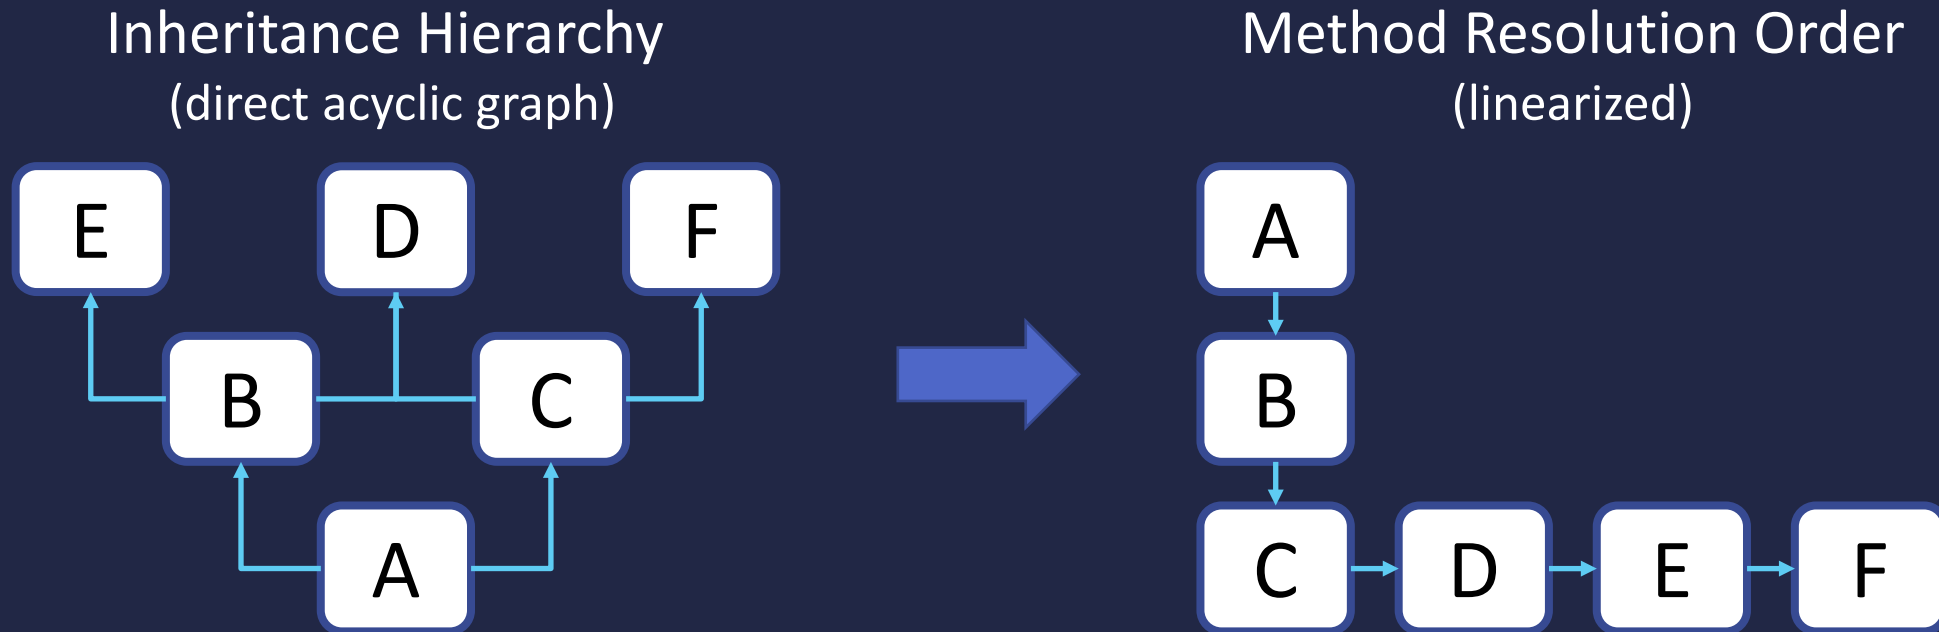 Inheritance Hierarchy
(direct acyclic graph)
E
D
F
B
C
A
Method Resolution Order
(linearized)
A
B
C
D
E
F